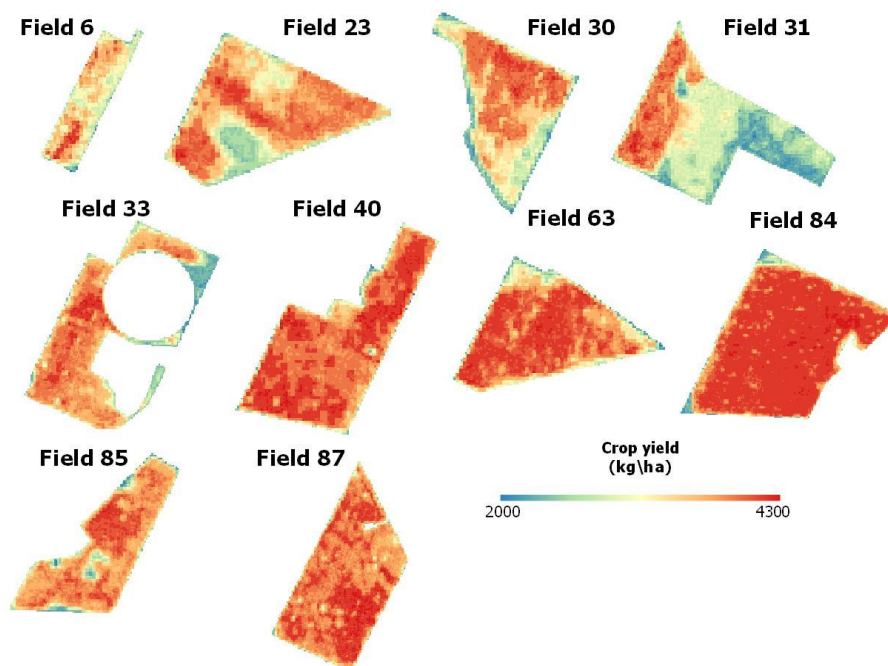 Field 6
Field 23
Field 30
Field 31
Field 33
Field 40
Field 63
Field 84
Field 85
Field 87
Crop yield
(kg\ha)
2000
4300